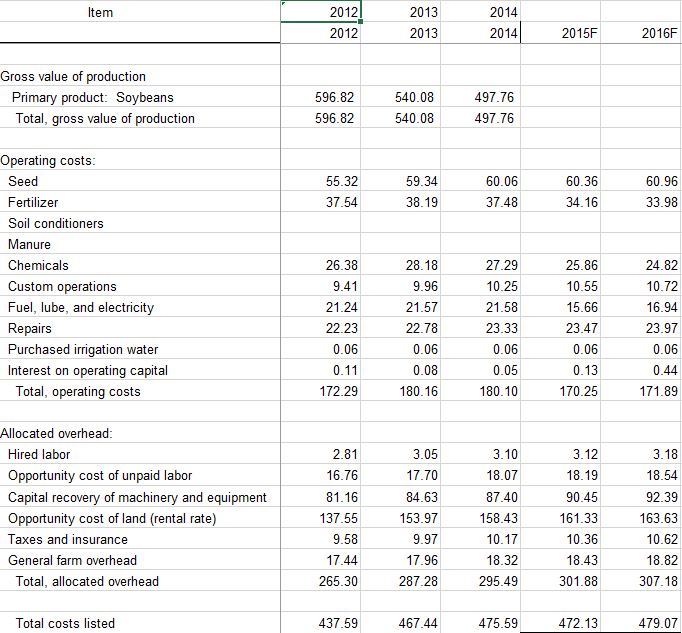 Item 2012 2013 2014
2012 2013 2014 2015F 2016F
Gross value of production
Primary product: Soybeans 596.82 540.08 497.76
Total, gross value of production 596.82 540.08 497.76
Operating costs:
Seed 55.32 59.34 60.06 60.36 60.96
Fertilizer 37.54 38.19 37.48 34.16 33.98
Soil conditioners
Manure
Chemicals 26.38 28.18 27.29 25.86 24.82
Custom operations 9.41 9.96 10.25 10.55 10.72
Fuel, lube, and electricity 21.24 21.57 21.58 15.66 16.94
Repairs 22.23 22.78 23.33 23.47 23.97
Purchased irrigation water 0.06 0.06 0.06 0.06 0.06
Interest on operating capital 0.11 0.08 0.05 0.13 0.44
Total, operating costs 172.29 180.16 180.10 170.25 171.89
Allocated overhead:
Hired labor 2.81 3.05 3.10 3.12 3.18
Opportunity cost of unpaid labor 16.76 17.70 18.07 18.19 18.54
Capital recovery of machinery and equipment 81.16 84.63 87.40 90.45 92.39
Opportunity cost of land (rental rate) 137.55 153.97 158.43 161.33 163.63
Taxes and insurance 9.58 9.97 10.17 10.36 10.62
General farm overhead 17.44 17.96 18.32 18.43 18.82
Total, allocated overhead 265.30 287.28 295.49 301.88 307.18
Total costs listed 437.59 467.44 475.59 472.13 479.07